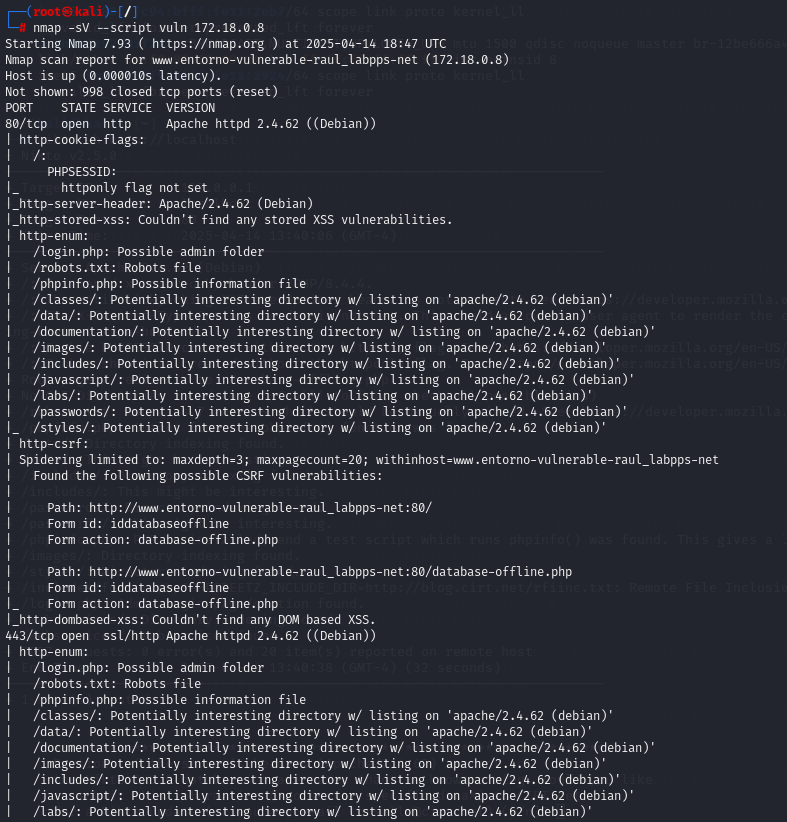 ┌──(root㉿kali)-[/]
└─# nmap -sV --script vuln 172.18.0.8
Starting Nmap 7.93 ( https://nmap.org ) at 2025-04-14 18:47 UTC
Nmap scan report for www.entorno-vulnerable-raul_labpps-net (172.18.0.8)
Host is up (0.000010s latency).
Not shown: 998 closed tcp ports (reset)
PORT    STATE SERVICE  VERSION
80/tcp  open  http     Apache httpd 2.4.62 ((Debian))
| http-cookie-flags:
|   /:
|     PHPSESSID:
|_      httponly flag not set
|_http-server-header: Apache/2.4.62 (Debian)
|_http-stored-xss: Couldn't find any stored XSS vulnerabilities.
| http-enum:
|   /login.php: Possible admin folder
|   /robots.txt: Robots file
|   /phpinfo.php: Possible information file
|   /classes/: Potentially interesting directory w/ listing on 'apache/2.4.62 (debian)'
|   /data/: Potentially interesting directory w/ listing on 'apache/2.4.62 (debian)'
|   /documentation/: Potentially interesting directory w/ listing on 'apache/2.4.62 (debian)'
|   /images/: Potentially interesting directory w/ listing on 'apache/2.4.62 (debian)'
|   /includes/: Potentially interesting directory w/ listing on 'apache/2.4.62 (debian)'
|   /javascript/: Potentially interesting directory w/ listing on 'apache/2.4.62 (debian)'
|   /labs/: Potentially interesting directory w/ listing on 'apache/2.4.62 (debian)'
|   /passwords/: Potentially interesting directory w/ listing on 'apache/2.4.62 (debian)'
|_  /styles/: Potentially interesting directory w/ listing on 'apache/2.4.62 (debian)'
| http-csrf:
| Spidering limited to: maxdepth=3; maxpagecount=20; withinhost=www.entorno-vulnerable-raul_labpps-net
|   Found the following possible CSRF vulnerabilities:
|
|     Path: http://www.entorno-vulnerable-raul_labpps-net:80/
|     Form id: iddatabaseoffline
|     Form action: database-offline.php
|
|     Path: http://www.entorno-vulnerable-raul_labpps-net:80/database-offline.php
|     Form id: iddatabaseoffline
|_    Form action: database-offline.php
|_http-dombased-xss: Couldn't find any DOM based XSS.
443/tcp open  ssl/http Apache httpd 2.4.62 ((Debian))
| http-enum:
|   /login.php: Possible admin folder
|   /robots.txt: Robots file
|   /phpinfo.php: Possible information file
|   /classes/: Potentially interesting directory w/ listing on 'apache/2.4.62 (debian)'
|   /data/: Potentially interesting directory w/ listing on 'apache/2.4.62 (debian)'
|   /documentation/: Potentially interesting directory w/ listing on 'apache/2.4.62 (debian)'
|   /images/: Potentially interesting directory w/ listing on 'apache/2.4.62 (debian)'
|   /includes/: Potentially interesting directory w/ listing on 'apache/2.4.62 (debian)'
|   /javascript/: Potentially interesting directory w/ listing on 'apache/2.4.62 (debian)'
|   /labs/: Potentially interesting directory w/ listing on 'apache/2.4.62 (debian)'